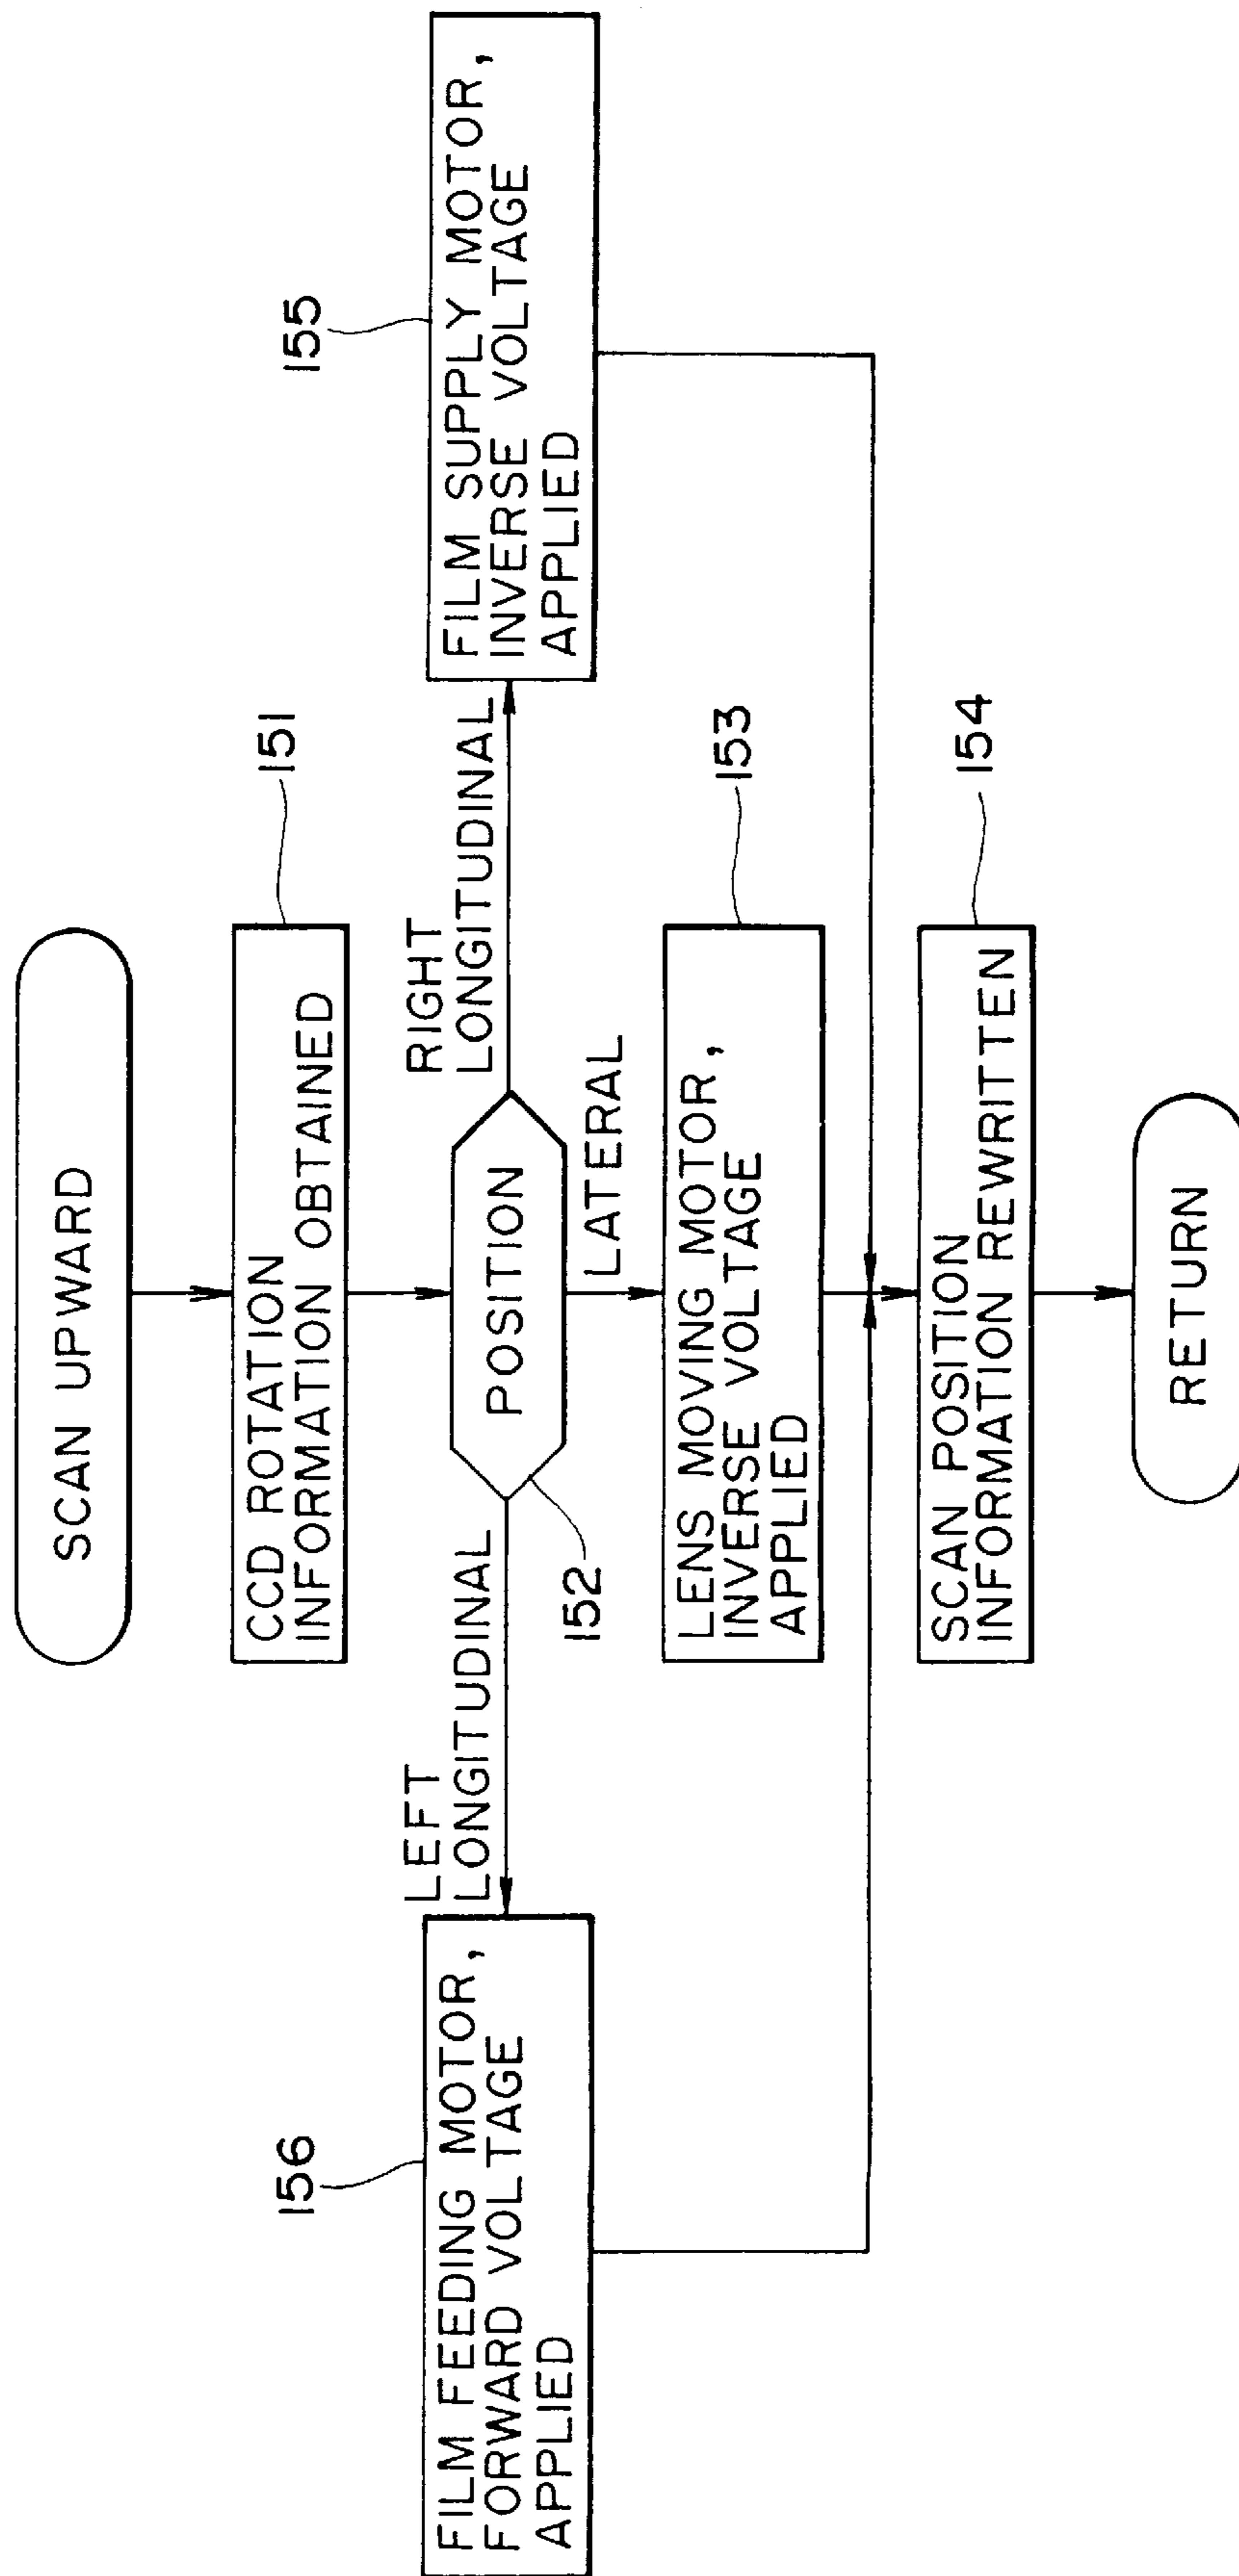 SCAN UPWARD
151
CCD ROTATION
INFORMATION OBTAINED
152
POSITION
LEFT
LONGITUDINAL
RIGHT
LONGITUDINAL
LATERAL
156
FILM FEEDING MOTOR,
FORWARD VOLTAGE
APPLIED
153
LENS MOVING MOTOR,
INVERSE VOLTAGE
APPLIED
155
FILM SUPPLY MOTOR,
INVERSE VOLTAGE
APPLIED
154
SCAN POSITION
INFORMATION REWRITTEN
RETURN